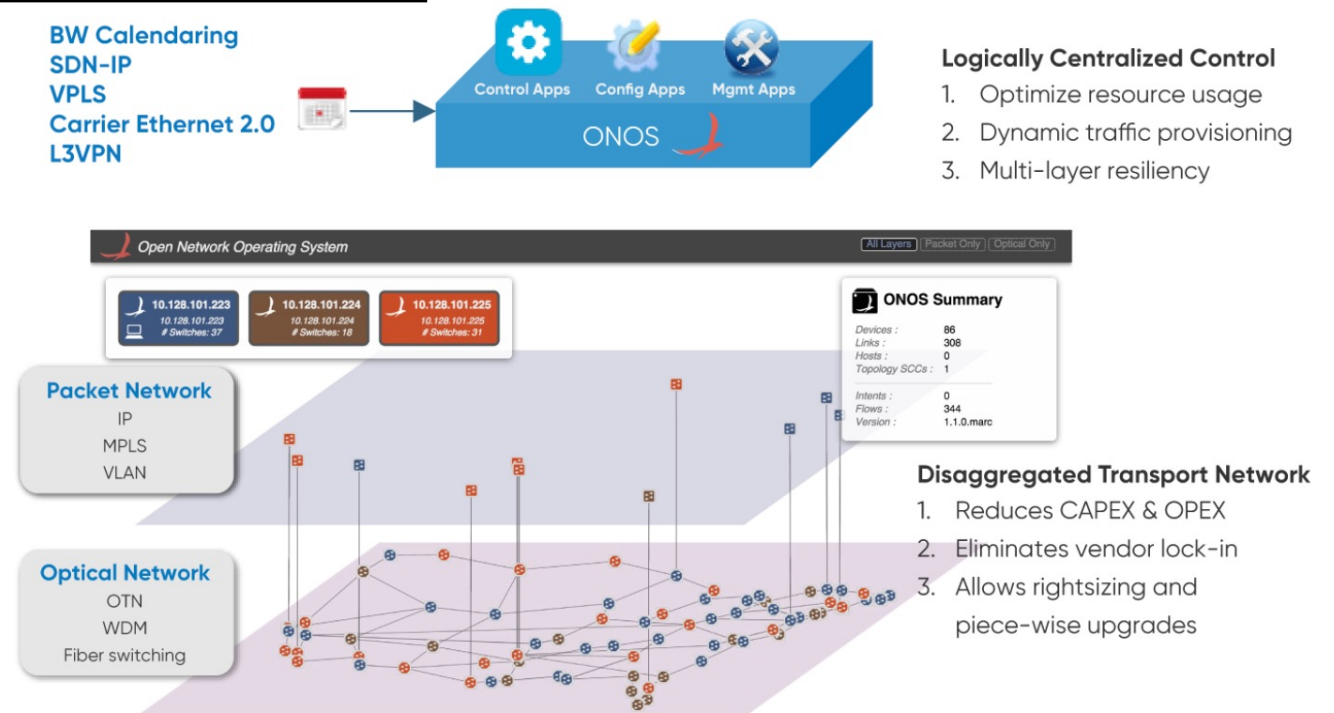 BW Calendaring
SDN-IP
VPLS
Carrier Ethernet 2.0
L3VPN
Control Apps
Config Apps
Mgmt Apps
ONOS
Logically Centralized Control
1. Optimize resource usage
2. Dynamic traffic provisioning
3. Multi-layer resiliency
Open Network Operating System
All Layers
Packet Only
Optical Only
10.128.101.223
10.128.101.223
# Switches: 37
10.128.101.224
10.128.101.224
# Switches: 18
10.128.101.225
10.128.101.225
# Switches: 31
ONOS Summary
Devices : 86
Links : 308
Hosts : 0
Topology SCCs : 1
Intents : 0
Flows : 344
Version : 1.1.0.marc
Packet Network
IP
MPLS
VLAN
Optical Network
OTN
WDM
Fiber switching
Disaggregated Transport Network
1. Reduces CAPEX & OPEX
2. Eliminates vendor lock-in
3. Allows rightsizing and
piece-wise upgrades